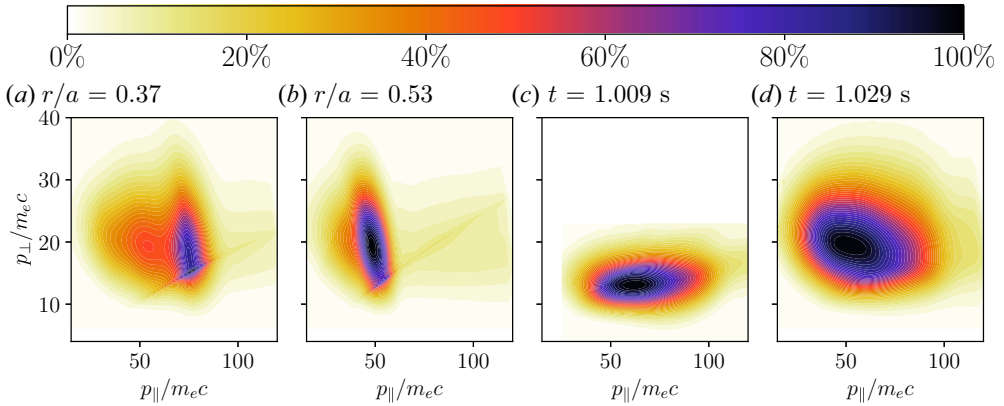 0% 20% 40% 60% 80% 100%
(a) r/a = 0.37 (b) r/a = 0.53 (c) t = 1.009 s (d) t = 1.029 s
40
30
20
10
p⊥/mₑc
50 100 50 100 50 100 50 100
p∥/mₑc p∥/mₑc p∥/mₑc p∥/mₑc